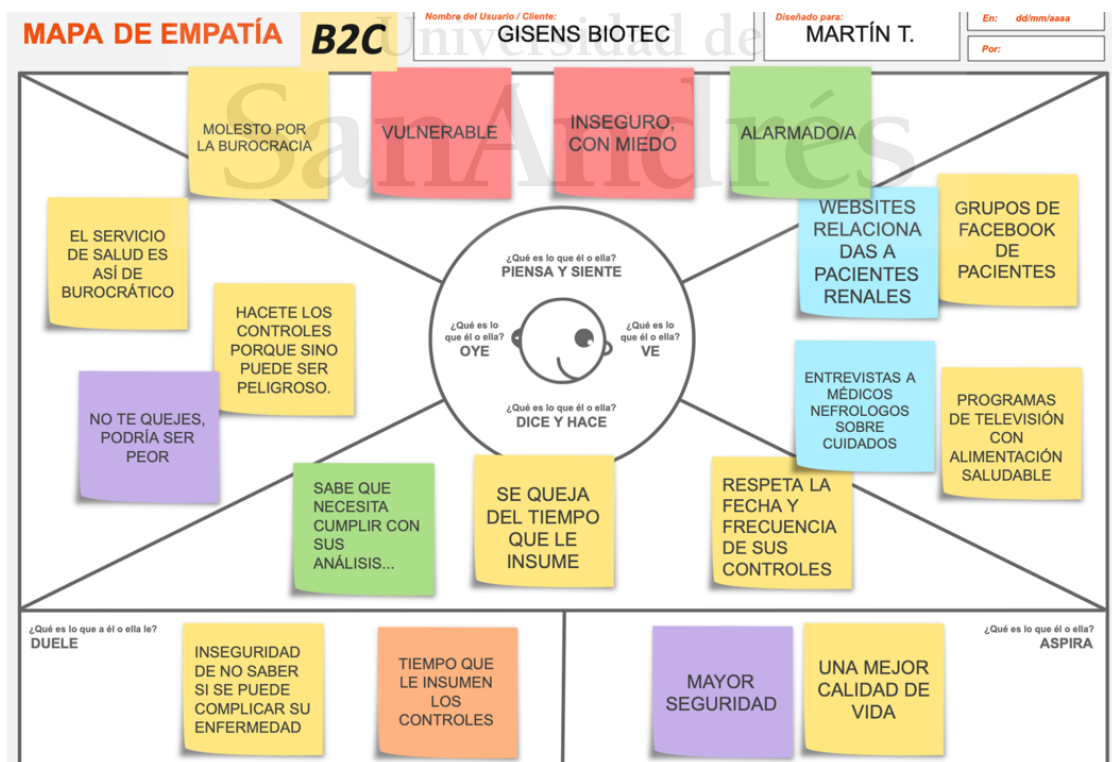 MAPA DE EMPATÍA
B2C
Nombre del Usuario / Cliente:
GISENS BIOTEC
Diseñado para:
MARTÍN T.
En: dd/mm/aaaa
Por:
Universidad de
SanAndrés
MOLESTO POR
LA BUROCRACIA
VULNERABLE
INSEGURO,
CON MIEDO
ALARMADO/A
EL SERVICIO
DE SALUD ES
ASÍ DE
BUROCRÁTICO
HACETE LOS
CONTROLES
PORQUE SINO
PUEDE SER
PELIGROSO.
NO TE QUEJES,
PODRÍA SER
PEOR
¿Qué es lo que él o ella?
PIENSA Y SIENTE
¿Qué es lo
que él o ella?
OYE
¿Qué es lo
que él o ella?
VE
¿Qué es lo que él o ella?
DICE Y HACE
WEBSITES
RELACIONA
DAS A
PACIENTES
RENALES
GRUPOS DE
FACEBOOK
DE
PACIENTES
ENTREVISTAS A
MÉDICOS
NEFROLOGOS
SOBRE
CUIDADOS
PROGRAMAS
DE TELEVISIÓN
CON
ALIMENTACIÓN
SALUDABLE
SABE QUE
NECESITA
CUMPLIR CON
SUS
ANÁLISIS...
SE QUEJA
DEL TIEMPO
QUE LE
INSUME
RESPETA LA
FECHA Y
FRECUENCIA
DE SUS
CONTROLES
¿Qué es lo que a él o ella le?
DUELE
INSEGURIDAD
DE NO SABER
SI SE PUEDE
COMPLICAR SU
ENFERMEDAD
TIEMPO QUE
LE INSUMEN
LOS
CONTROLES
MAYOR
SEGURIDAD
UNA MEJOR
CALIDAD DE
VIDA
¿Qué es lo que él o ella?
ASPIRA